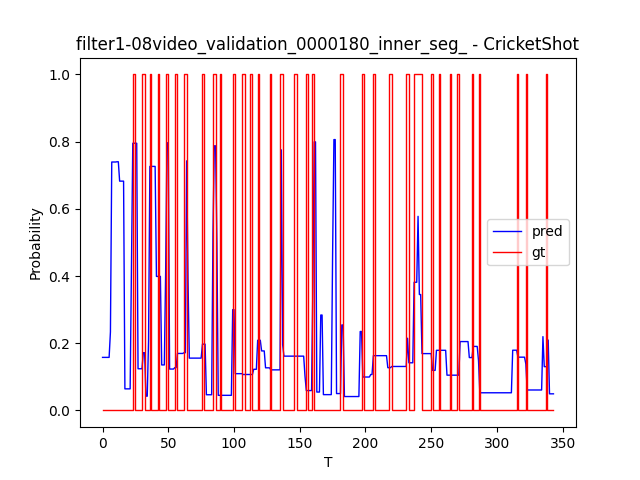 filter1-08video_validation_0000180_inner_seg_ - CricketShot
1.0
0.8
0.6
0.4
0.2
0.0
Probability
pred
gt
0 50 100 150 200 250 300 350
T